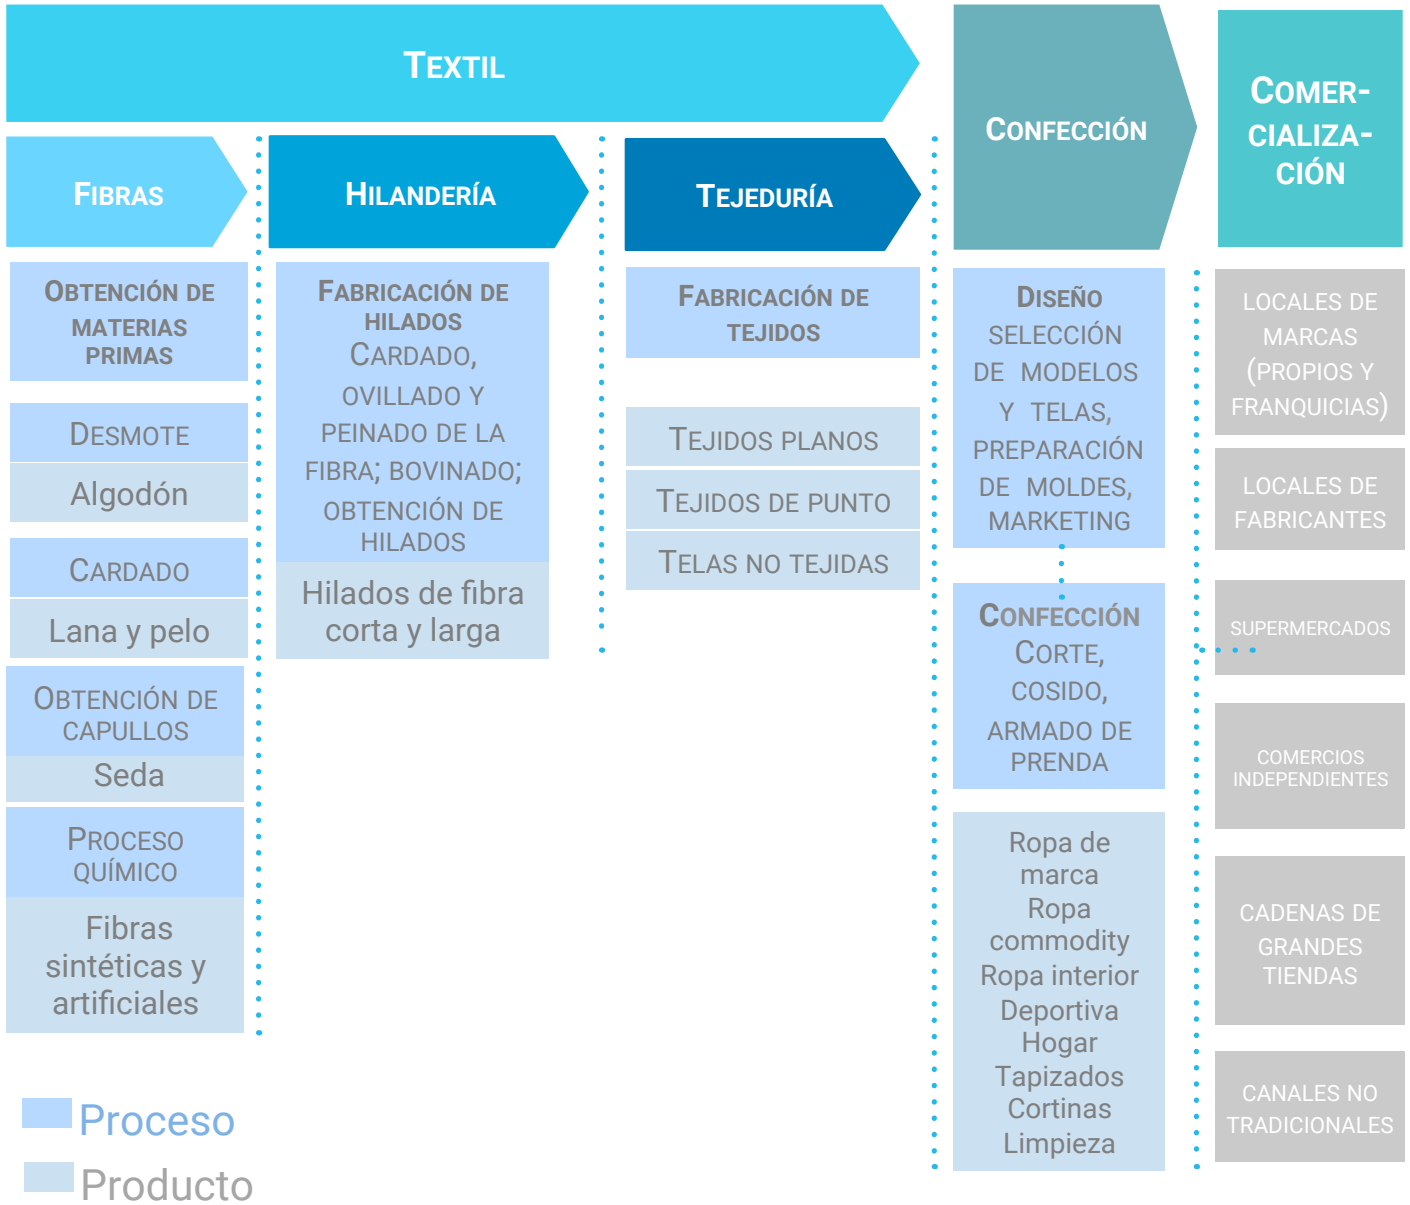 TEXTIL
FIBRAS
HILANDERÍA
TEJEDURÍA
CONFECCIÓN
COMER-
CIALIZA-
CIÓN
OBTENCIÓN DE
MATERIAS
PRIMAS
DESMOTE
Algodón
CARDADO
Lana y pelo
OBTENCIÓN DE
CAPULLOS
Seda
PROCESO
QUÍMICO
Fibras
sintéticas y
artificiales
FABRICACIÓN DE
HILADOS
CARDADO,
OVILLADO Y
PEINADO DE LA
FIBRA; BOVINADO;
OBTENCIÓN DE
HILADOS
Hilados de fibra
corta y larga
FABRICACIÓN DE
TEJIDOS
TEJIDOS PLANOS
TEJIDOS DE PUNTO
TELAS NO TEJIDAS
DISEÑO
SELECCIÓN
DE MODELOS
Y TELAS,
PREPARACIÓN
DE MOLDES,
MARKETING
CONFECCIÓN
CORTE,
COSIDO,
ARMADO DE
PRENDA
Ropa de
marca
Ropa
commodity
Ropa interior
Deportiva
Hogar
Tapizados
Cortinas
Limpieza
LOCALES DE
MARCAS
(PROPIOS Y
FRANQUICIAS)
LOCALES DE
FABRICANTES
SUPERMERCADOS
COMERCIOS
INDEPENDIENTES
CADENAS DE
GRANDES
TIENDAS
CANALES NO
TRADICIONALES
Proceso
Producto